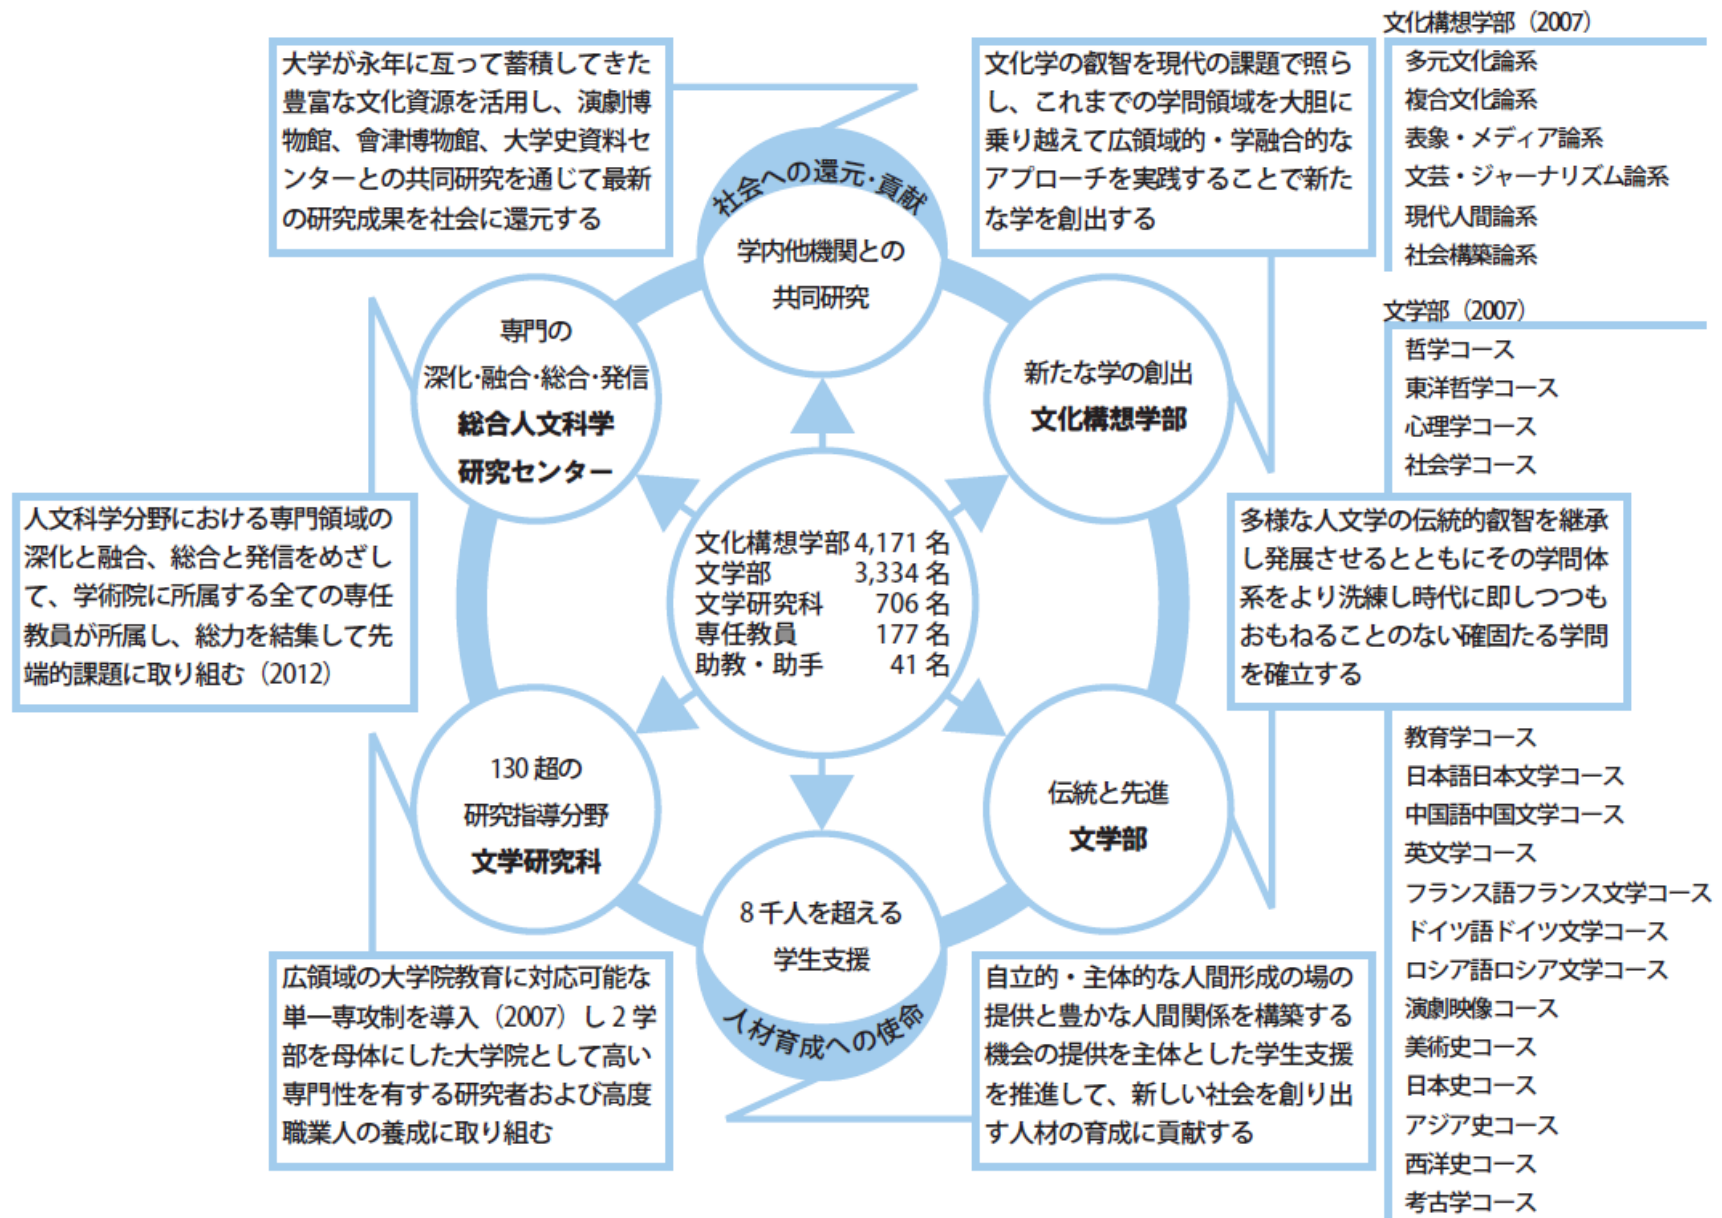 大学が永年に亙って蓄積してきた
豊富な文化資源を活用し、演劇博
物館、會津博物館、大学史資料セ
ンターとの共同研究を通じて最新
の研究成果を社会に還元する
文化学の叡智を現代の課題で照ら
し、これまでの学問領域を大胆に
乗り越えて広領域的・学融合的な
アプローチを実践することで新た
な学を創出する
社会への還元・貢献
学内他機関との
共同研究
専門の
深化・融合・総合・発信
総合人文科学
研究センター
新たな学の創出
文化構想学部
人文科学分野における専門領域の
深化と融合、総合と発信をめざし
て、学術院に所属する全ての専任
教員が所属し、総力を結集して先
端的課題に取り組む（2012）
文化構想学部 4,171 名
文学部 3,334 名
文学研究科 706 名
専任教員 177 名
助教・助手 41 名
多様な人文学の伝統的叡智を継承
し発展させるとともにその学問体
系をより洗練し時代に即しつつも
おもねることのない確固たる学問
を確立する
130 超の
研究指導分野
文学研究科
伝統と先進
文学部
8 千人を超える
学生支援
人材育成への使命
広領域の大学院教育に対応可能な
単一専攻制を導入（2007）し 2 学
部を母体にした大学院として高い
専門性を有する研究者および高度
職業人の養成に取り組む
自立的・主体的な人間形成の場の
提供と豊かな人間関係を構築する
機会の提供を主体とした学生支援
を推進して、新しい社会を創り出
す人材の育成に貢献する
文化構想学部（2007）
多元文化論系
複合文化論系
表象・メディア論系
文芸・ジャーナリズム論系
現代人間論系
社会構築論系
文学部（2007）
哲学コース
東洋哲学コース
心理学コース
社会学コース
教育学コース
日本語日本文学コース
中国語中国文学コース
英文学コース
フランス語フランス文学コース
ドイツ語ドイツ文学コース
ロシア語ロシア文学コース
演劇映像コース
美術史コース
日本史コース
アジア史コース
西洋史コース
考古学コース